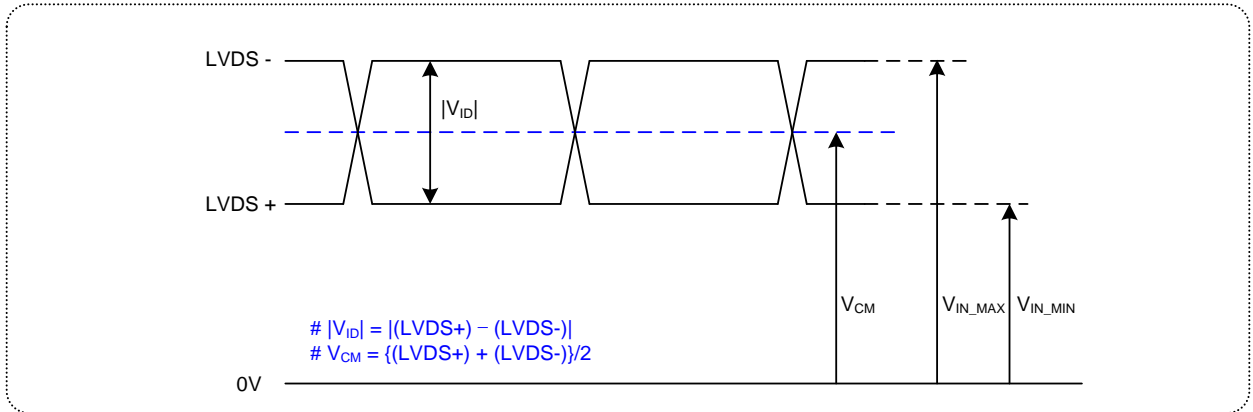 LVDS -
|VID|
LVDS +
VCM
VIN_MAX
VIN_MIN
# |VID| = |(LVDS+) – (LVDS-)|
# VCM = {(LVDS+) + (LVDS-)}/2
0V